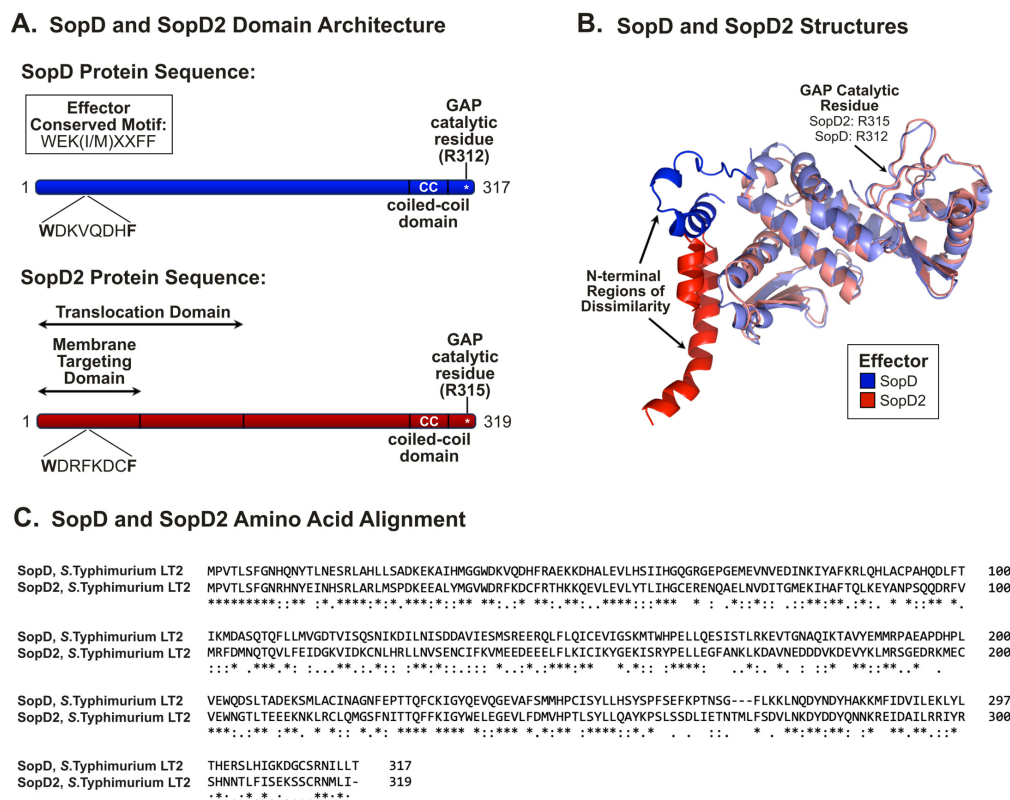 A. SopD and SopD2 Domain Architecture
SopD Protein Sequence:
Effector
Conserved Motif:
WEK(I/M)XXFF
GAP
catalytic
residue
(R312)
1
CC
*
317
coiled-coil
domain
WDKVQDHF
SopD2 Protein Sequence:
Translocation Domain
Membrane
Targeting
Domain
GAP
catalytic
residue
(R315)
1
CC
*
319
coiled-coil
domain
WDRFKDCF
B. SopD and SopD2 Structures
GAP Catalytic
Residue
SopD2: R315
SopD: R312
N-terminal
Regions of
Dissimilarity
Effector
SopD
SopD2
C. SopD and SopD2 Amino Acid Alignment
SopD, S.Typhimurium LT2 MPVTLSFGNHQNYTLNESRLAHLLSADKEKAIHMGGWDKVQDHFRAEKKDHALEVLHSIIHGQGRGEPGEMEVNVEDINKIYAFKRLQHLACPAHQDLFT 100
SopD2, S.Typhimurium LT2 MPVTLSFGNRHNYEINHSRLARLMSPDKEEALYMGVWDRFKDCFRTHKKQEVLEVLYTLIHGCERENQAELNVDITGMEKIHAFTQLKEYANPSQQDRFV 100
SopD, S.Typhimurium LT2 IKMDASQTQFLLMVGDTVISQSNIKDILNISDDAVIESMSREERQLFLQICEVIGSKMTWHPELLQESISTLRKEVTGNAQIKTAVYEMMRPAEAPDHPL 200
SopD2, S.Typhimurium LT2 MRFDMNQTQVLFEIDGKVIDKCNLHRLLNVSENCIFKVMEEDEEELFLKICIKYGEKISRYPELLEGFANKLKDAVNEDDDVKDEVYKLMRSGEDRKMEC 200
SopD, S.Typhimurium LT2 VEWQDSLTADEKSMLACINAGNFEPTTQFCKIGYQEVQGEVAFSMMHPCISYLLHSYSPFSEFKPTNSG---FLKKLNQDYNDYHAKKMFIDVILEKLYL 297
SopD2, S.Typhimurium LT2 VEWNGTLTEEEKNKLRCLQMGSFNITTQFFKIGYWELEGEVLFDMVHPTLSYLLQAYKPSLSSDLIETNTMLFSDVLNKDYDDYQNNKREIDAILRRIYR 300
SopD, S.Typhimurium LT2 THERSLHIGKDGCSRNILLT 317
SopD2, S.Typhimurium LT2 SHNNTLFISEKSSCRNMLI- 319